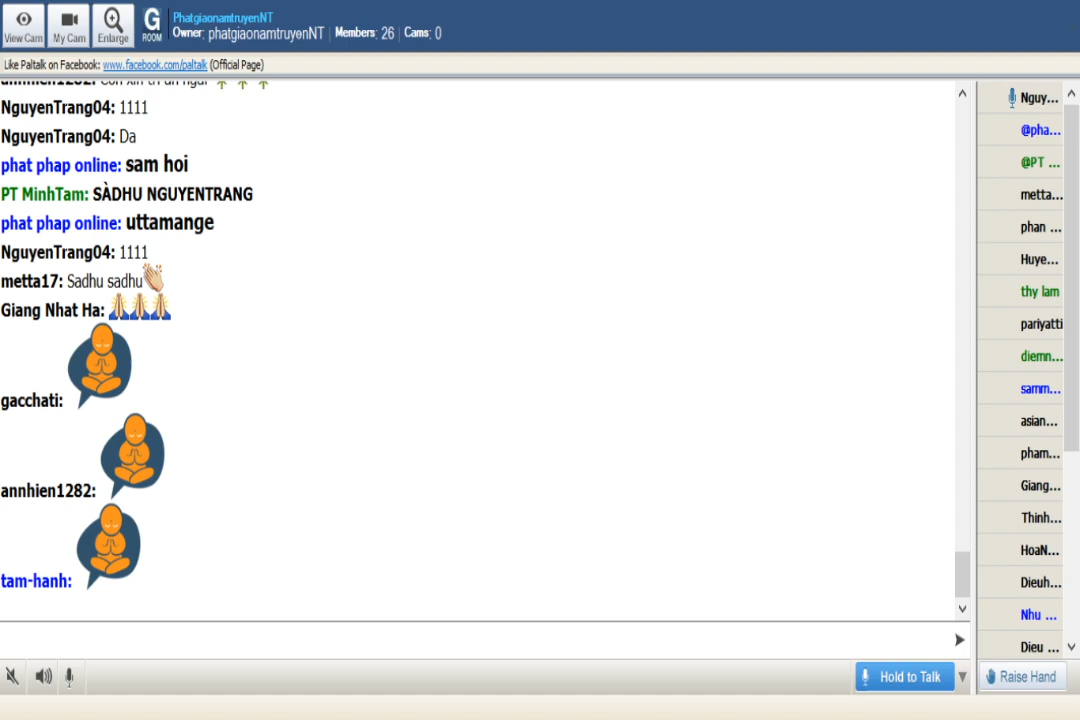 PhatgiaonamtruyenNT
Owner: phatgiaonamtruyenNT | Members: 26 | Cams: 0
View Cam
My Cam
Enlarge
G
ROOM
Like Paltalk on Facebook: www.facebook.com/paltalk (Official Page)
NguyenTrang04: 1111
NguyenTrang04: Da
phat phap online: sam hoi
PT MinhTam: SÀDHU NGUYENTRANG
phat phap online: uttamange
NguyenTrang04: 1111
metta17: Sadhu sadhu
Giang Nhat Ha:
gacchati:
annhien1282:
tam-hanh:
Nguy...
@pha...
@PT ...
metta...
phan ...
Huye...
thy lam
pariyatti
diemn...
samm...
asian...
pham...
Giang...
Thinh...
HoaN...
Dieuh...
Nhu ...
Dieu ...
Hold to Talk
Raise Hand